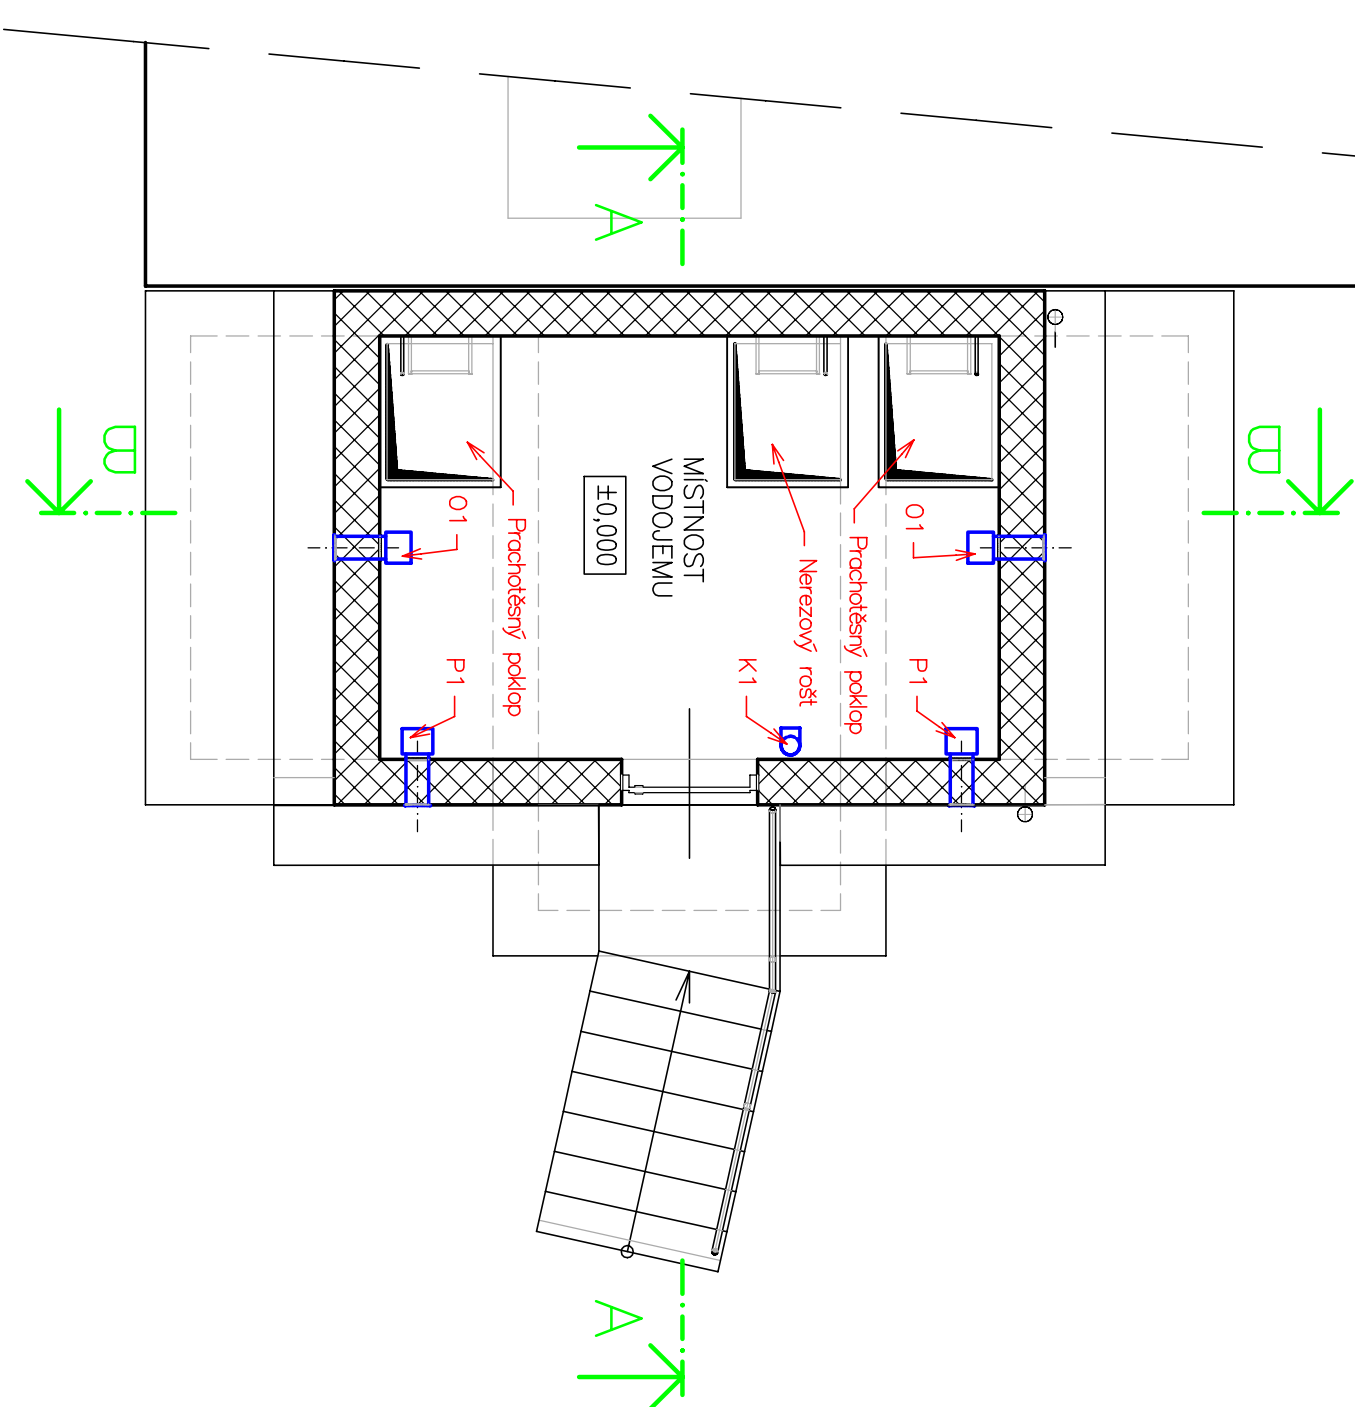 A
B
B
MÍSTNOST
VODOJEMU
±0,000
O1
O1
Prachotěsný poklop
Nerezový rošt
Prachotěsný poklop
P1
K1
P1
A